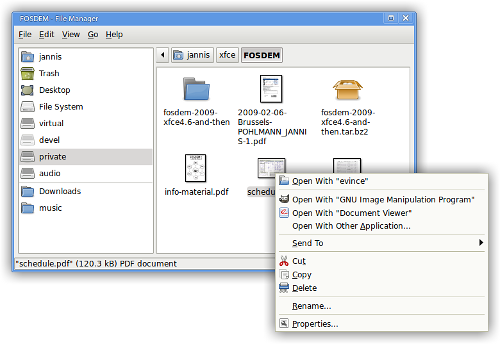 FOSDEM - File Manager
File Edit View Go Help
jannis
Trash
Desktop
File System
virtual
devel
private
audio
Downloads
music
jannis xfce FOSDEM
fosdem-2009-
xfce4.6-and-then
2009-02-06-
Brussels-
POHLMANN_JANNI
S-1.pdf
fosdem-2009-
xfce4.6-and-
then.tar.bz2
info-material.pdf
sched
Open With "evince"
Open With "GNU Image Manipulation Program"
Open With "Document Viewer"
Open With Other Application...
Send To
Cut
Copy
Delete
Rename...
Properties...
"schedule.pdf" (120.3 kB) PDF document